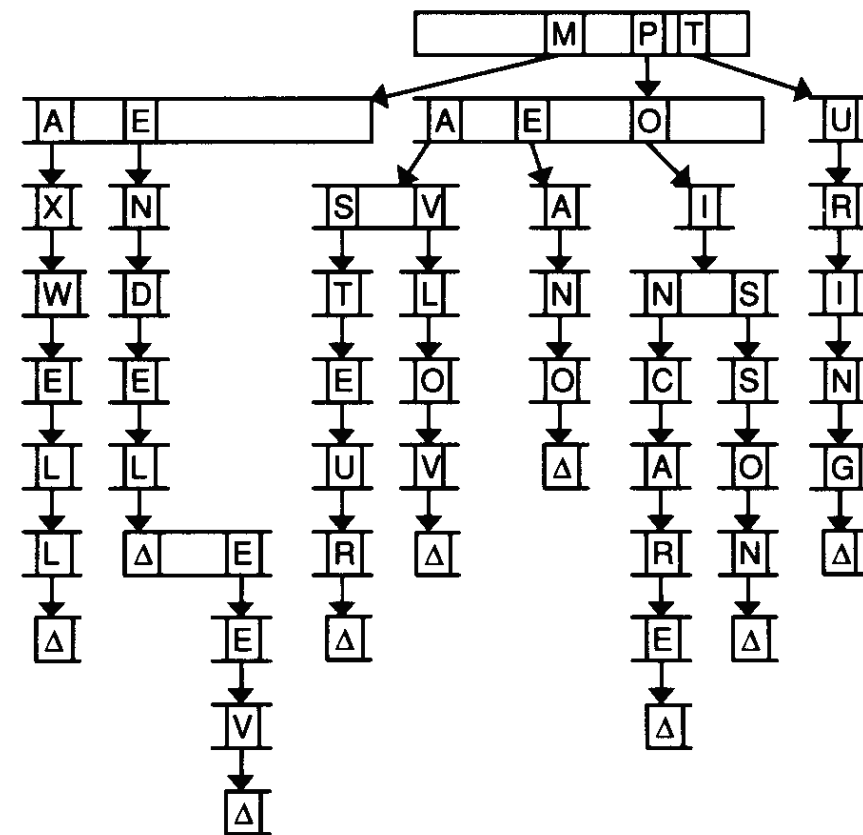 M P T
A E A E O U
X N S V A I R
W D T L N N S I
E E E O O C S N
L L U V Δ A O G
L Δ E R Δ R N Δ
Δ E Δ E Δ
V Δ
Δ